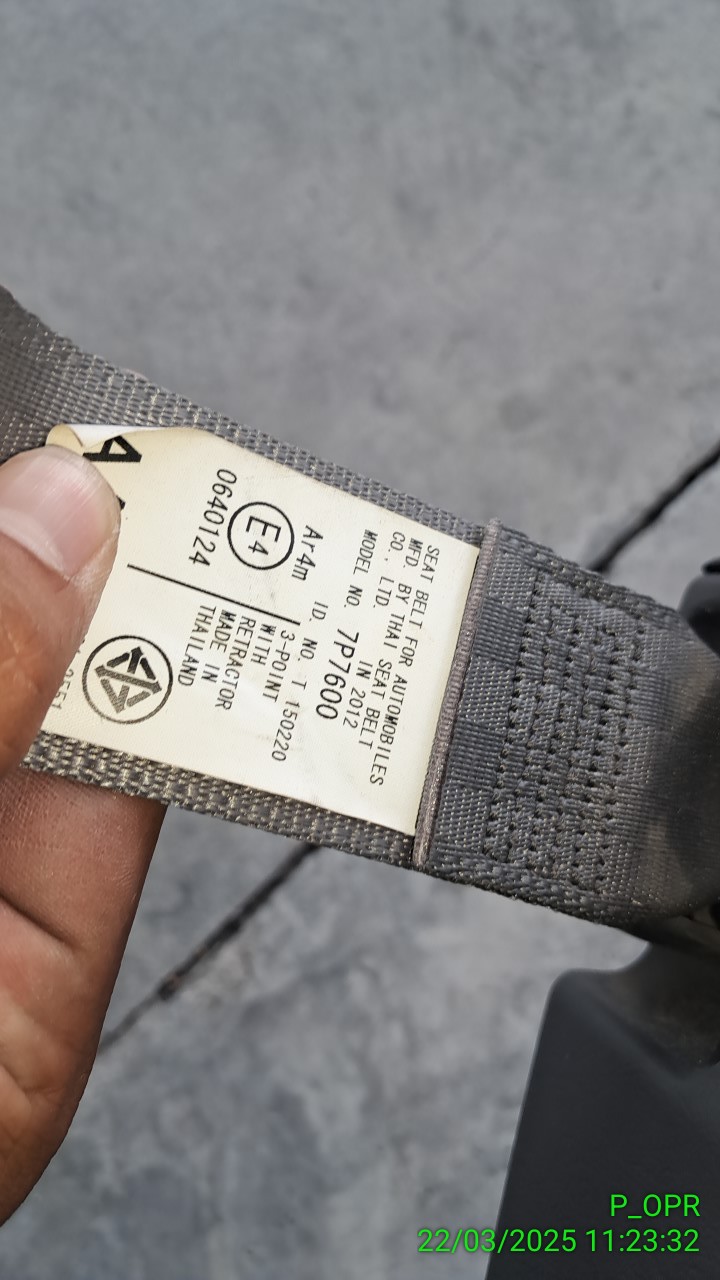 SEAT BELT FOR AUTOMOBILES
MFD. BY THAI SEAT BELT
CO., LTD. IN 2012
MODEL NO. 7P7600
ID. NO. T 150220
Ar4m
3-POINT
WITH
RETRACTOR
MADE IN
THAILAND
E4
0640124
A
P_OPR
22/03/2025 11:23:32